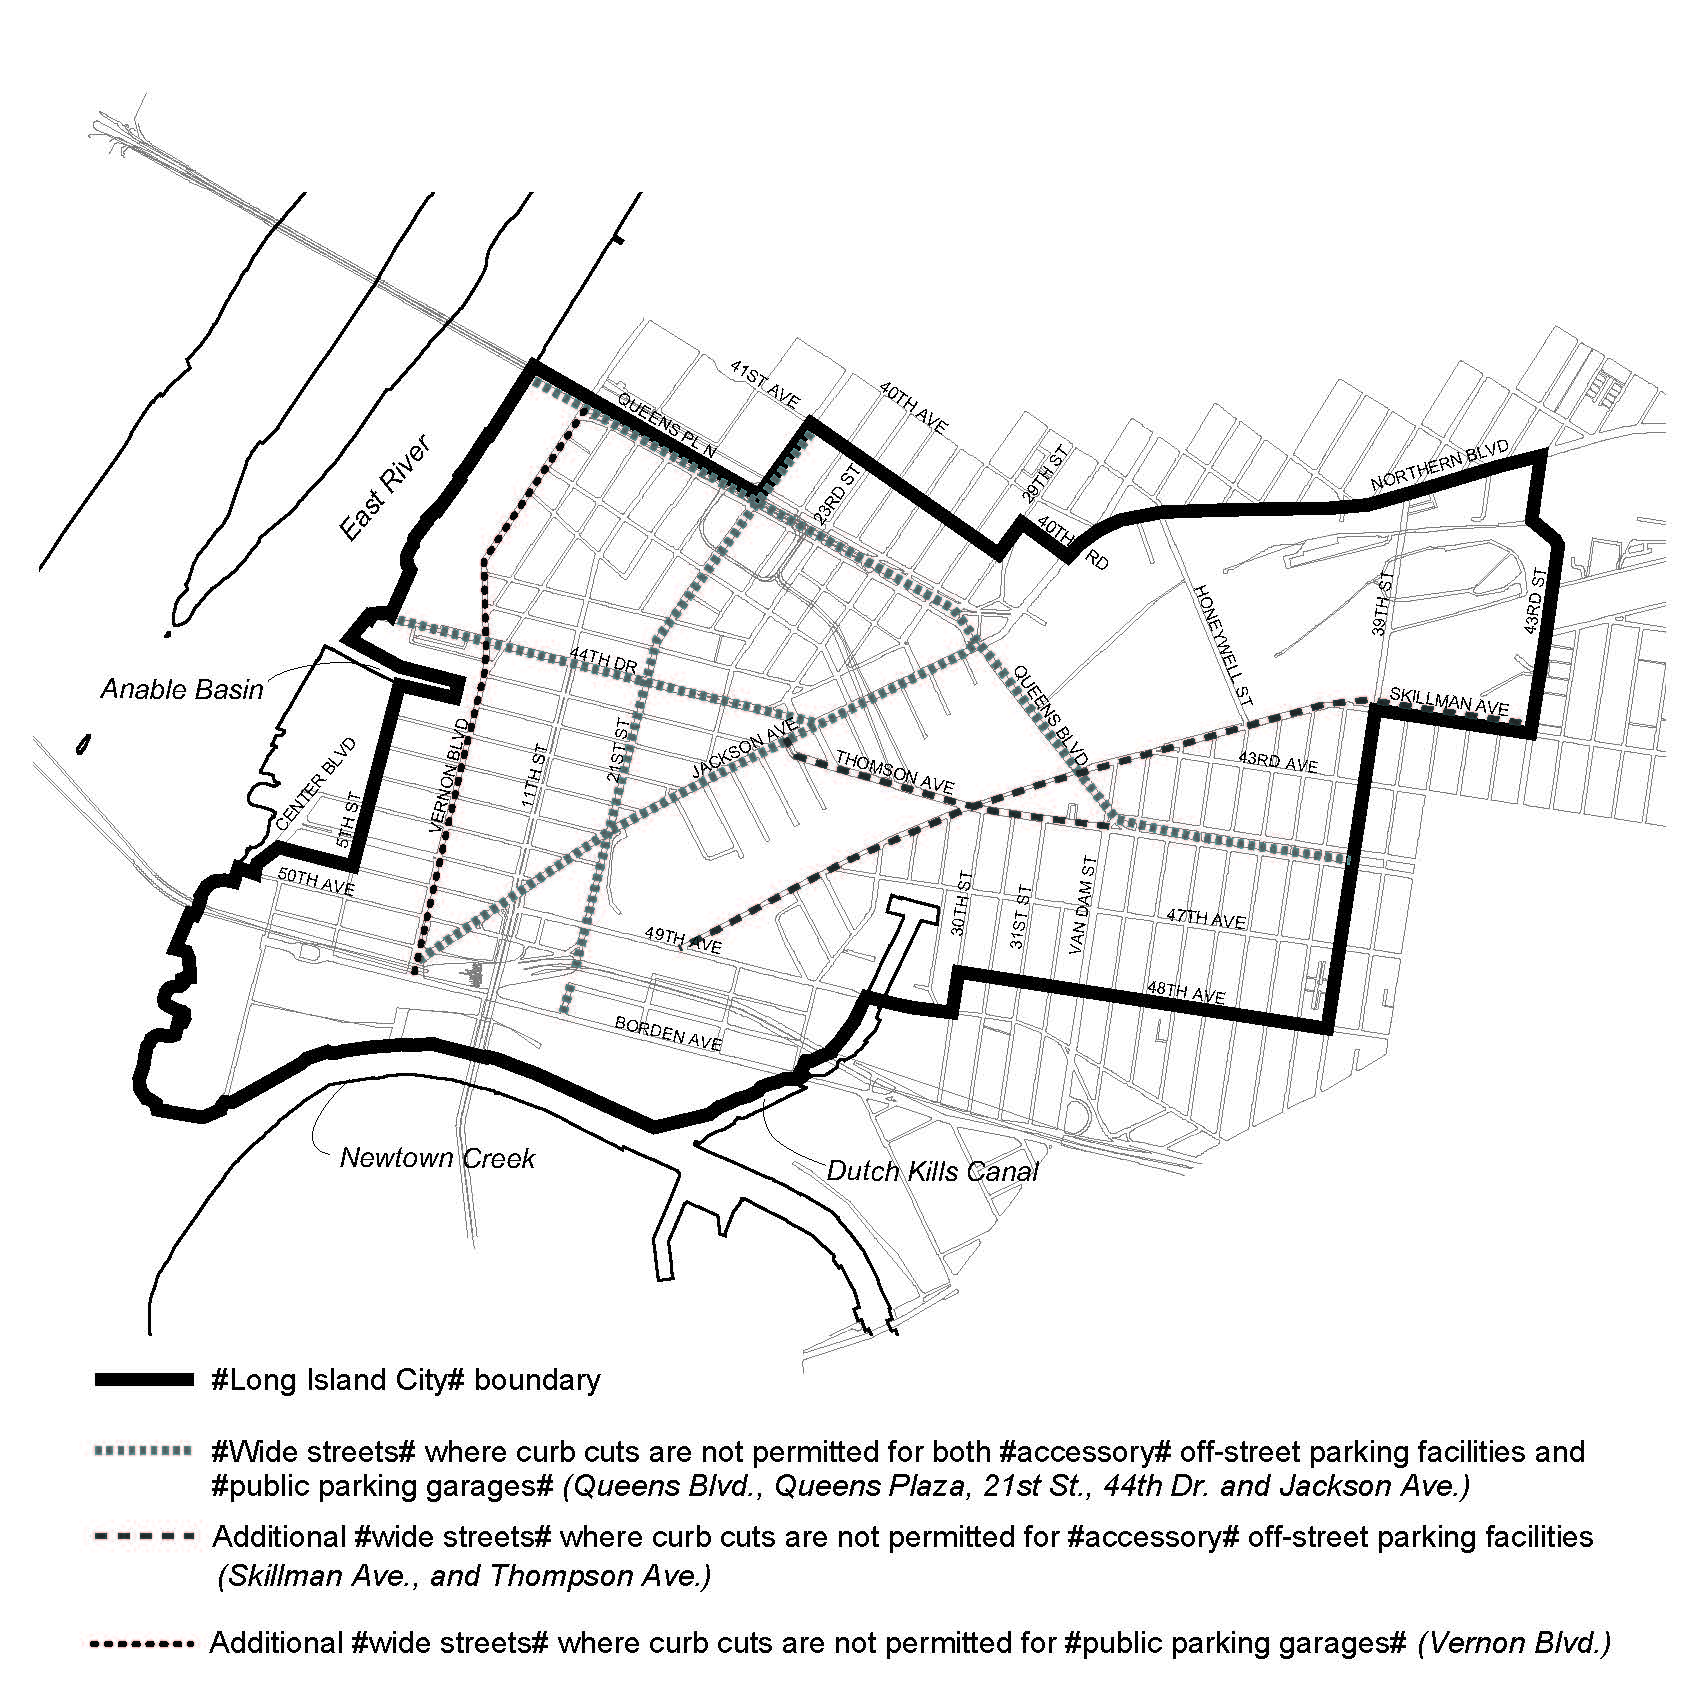 41ST AVE
40TH AVE
QUEENS PL N
23RD ST
29TH ST
40TH RD
NORTHERN BLVD
East River
HONEYWELL ST
39TH ST
43RD ST
44TH DR
QUEENS BLVD
SKILLMAN AVE
Anable Basin
CENTER BLVD
5TH ST
VERNON BLVD
11TH ST
21ST ST
JACKSON AVE
THOMSON AVE
43RD AVE
50TH AVE
49TH AVE
30TH ST
31ST ST
VAN DAM ST
47TH AVE
48TH AVE
BORDEN AVE
Newtown Creek
Dutch Kills Canal
#Long Island City# boundary
#Wide streets# where curb cuts are not permitted for both #accessory# off-street parking facilities and
#public parking garages# (Queens Blvd., Queens Plaza, 21st St., 44th Dr. and Jackson Ave.)
Additional #wide streets# where curb cuts are not permitted for #accessory# off-street parking facilities
(Skillman Ave., and Thompson Ave.)
Additional #wide streets# where curb cuts are not permitted for #public parking garages# (Vernon Blvd.)